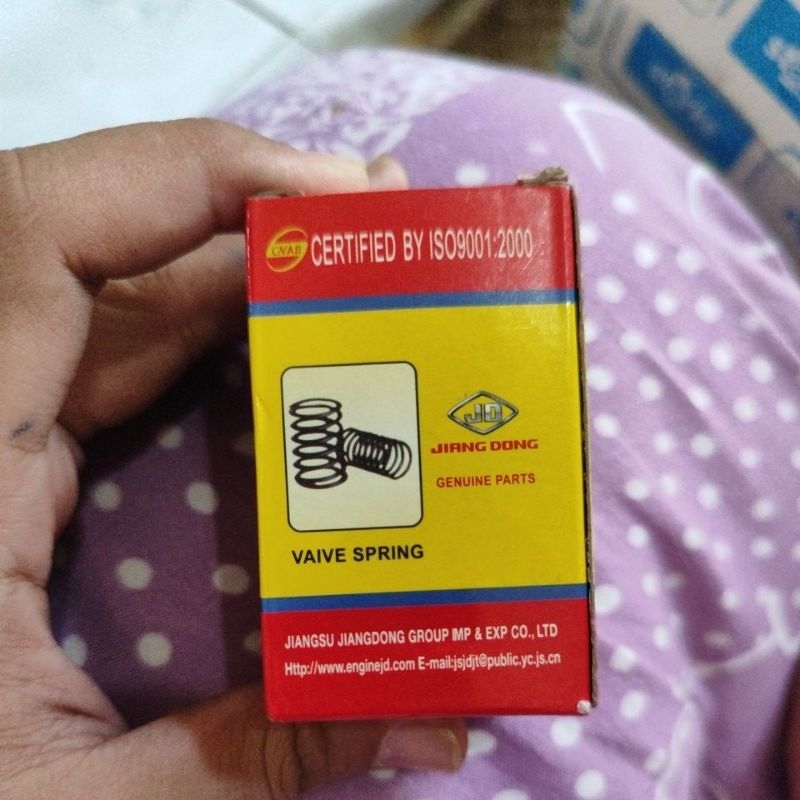 CNAB
CERTIFIED BY ISO9001:2000
JD
JIANG DONG
GENUINE PARTS
VAIVE SPRING
JIANGSU JIANGDONG GROUP IMP & EXP CO., LTD
Http://www.enginejd.com E-mail:jsjdjt@public.yc.js.cn